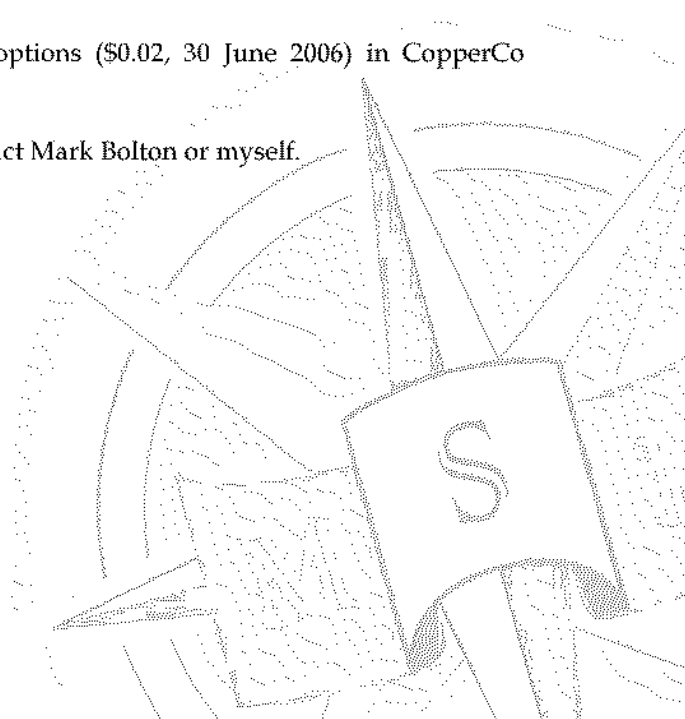 options ($0.02, 30 June 2006) in CopperCo
ct Mark Bolton or myself.
S